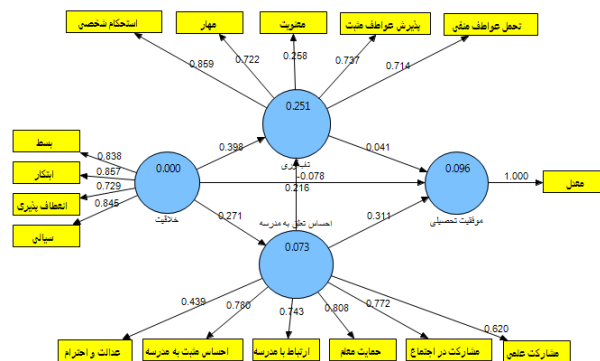 استحکام شخصی
مهار
معنویت
پذیرش عواطف مثبت
تحمل عواطف منفی
0.859
0.722
0.258
0.737
0.714
0.251
بسط
ابتکار
انعطاف پذیری
سیالی
0.838
0.857
0.729
0.845
0.000
خلاقیت
0.398
0.041
-0.078
0.216
0.096
موفقیت تحصیلی
1.000
معدل
0.271
احساس تعلق به مدرسه
0.311
0.073
0.439
0.780
0.743
0.808
0.772
0.620
عدالت و احترام
احساس مثبت به مدرسه
ارتباط با مدرسه
حمایت معلم
مشارکت در اجتماع
مشارکت علمی